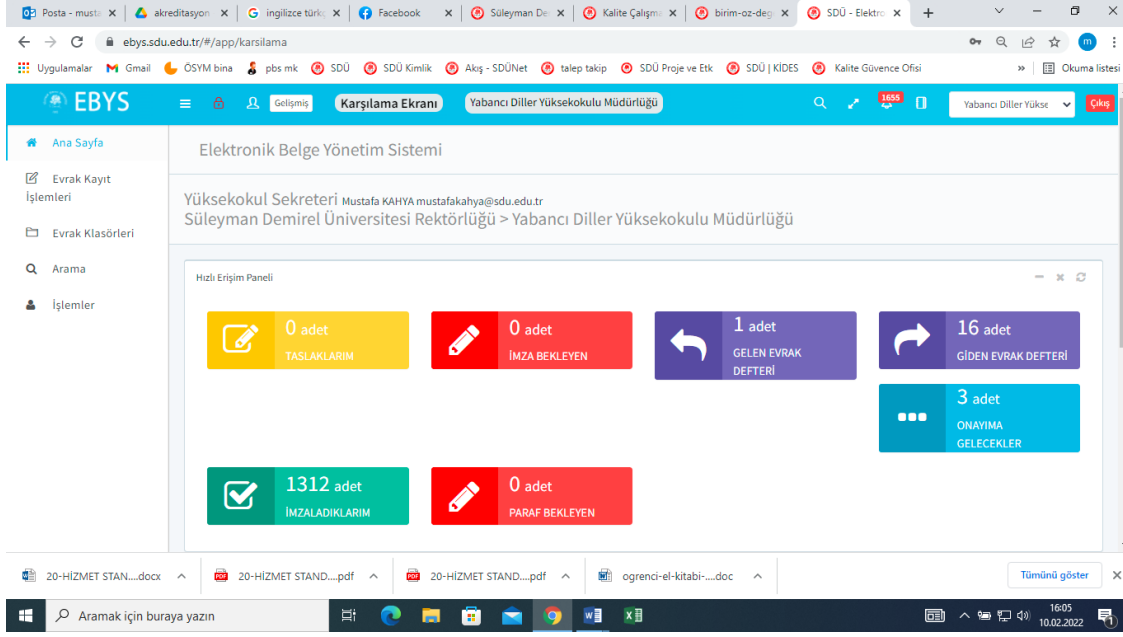 Posta - musta
akreditasyon
ingilizce türkç
Facebook
Süleyman De
Kalite Çalışma
birim-oz-deg
SDÜ - Elektro
ebys.sdu.edu.tr/#/app/karsilama
m
Uygulamalar
Gmail
ÖSYM bina
pbs mk
SDÜ
SDÜ Kimlik
Akış - SDÜNet
talep takip
SDÜ Proje ve Etk
SDÜ | KİDES
Kalite Güvence Ofisi
»
Okuma listesi
EBYS
Gelişmiş
Karşılama Ekranı
Yabancı Diller Yüksekokulu Müdürlüğü
1655
Yabancı Diller Yükse
Çıkış
Ana Sayfa
Evrak Kayıt
İşlemleri
Evrak Klasörleri
Arama
İşlemler
Elektronik Belge Yönetim Sistemi
Yüksekokul Sekreteri Mustafa KAHYA mustafakahya@sdu.edu.tr
Süleyman Demirel Üniversitesi Rektörlüğü > Yabancı Diller Yüksekokulu Müdürlüğü
Hızlı Erişim Paneli
0 adet
TASLAKLARIM
0 adet
İMZA BEKLEYEN
1 adet
GELEN EVRAK
DEFTERİ
16 adet
GİDEN EVRAK DEFTERİ
3 adet
ONAYIMA
GELECEKLER
1312 adet
İMZALADIKLARIM
0 adet
PARAF BEKLEYEN
20-HİZMET STAN....docx
20-HİZMET STAND....pdf
20-HİZMET STAND....pdf
ogrenci-el-kitabi-....doc
Tümünü göster
Aramak için buraya yazın
16:05
10.02.2022
1